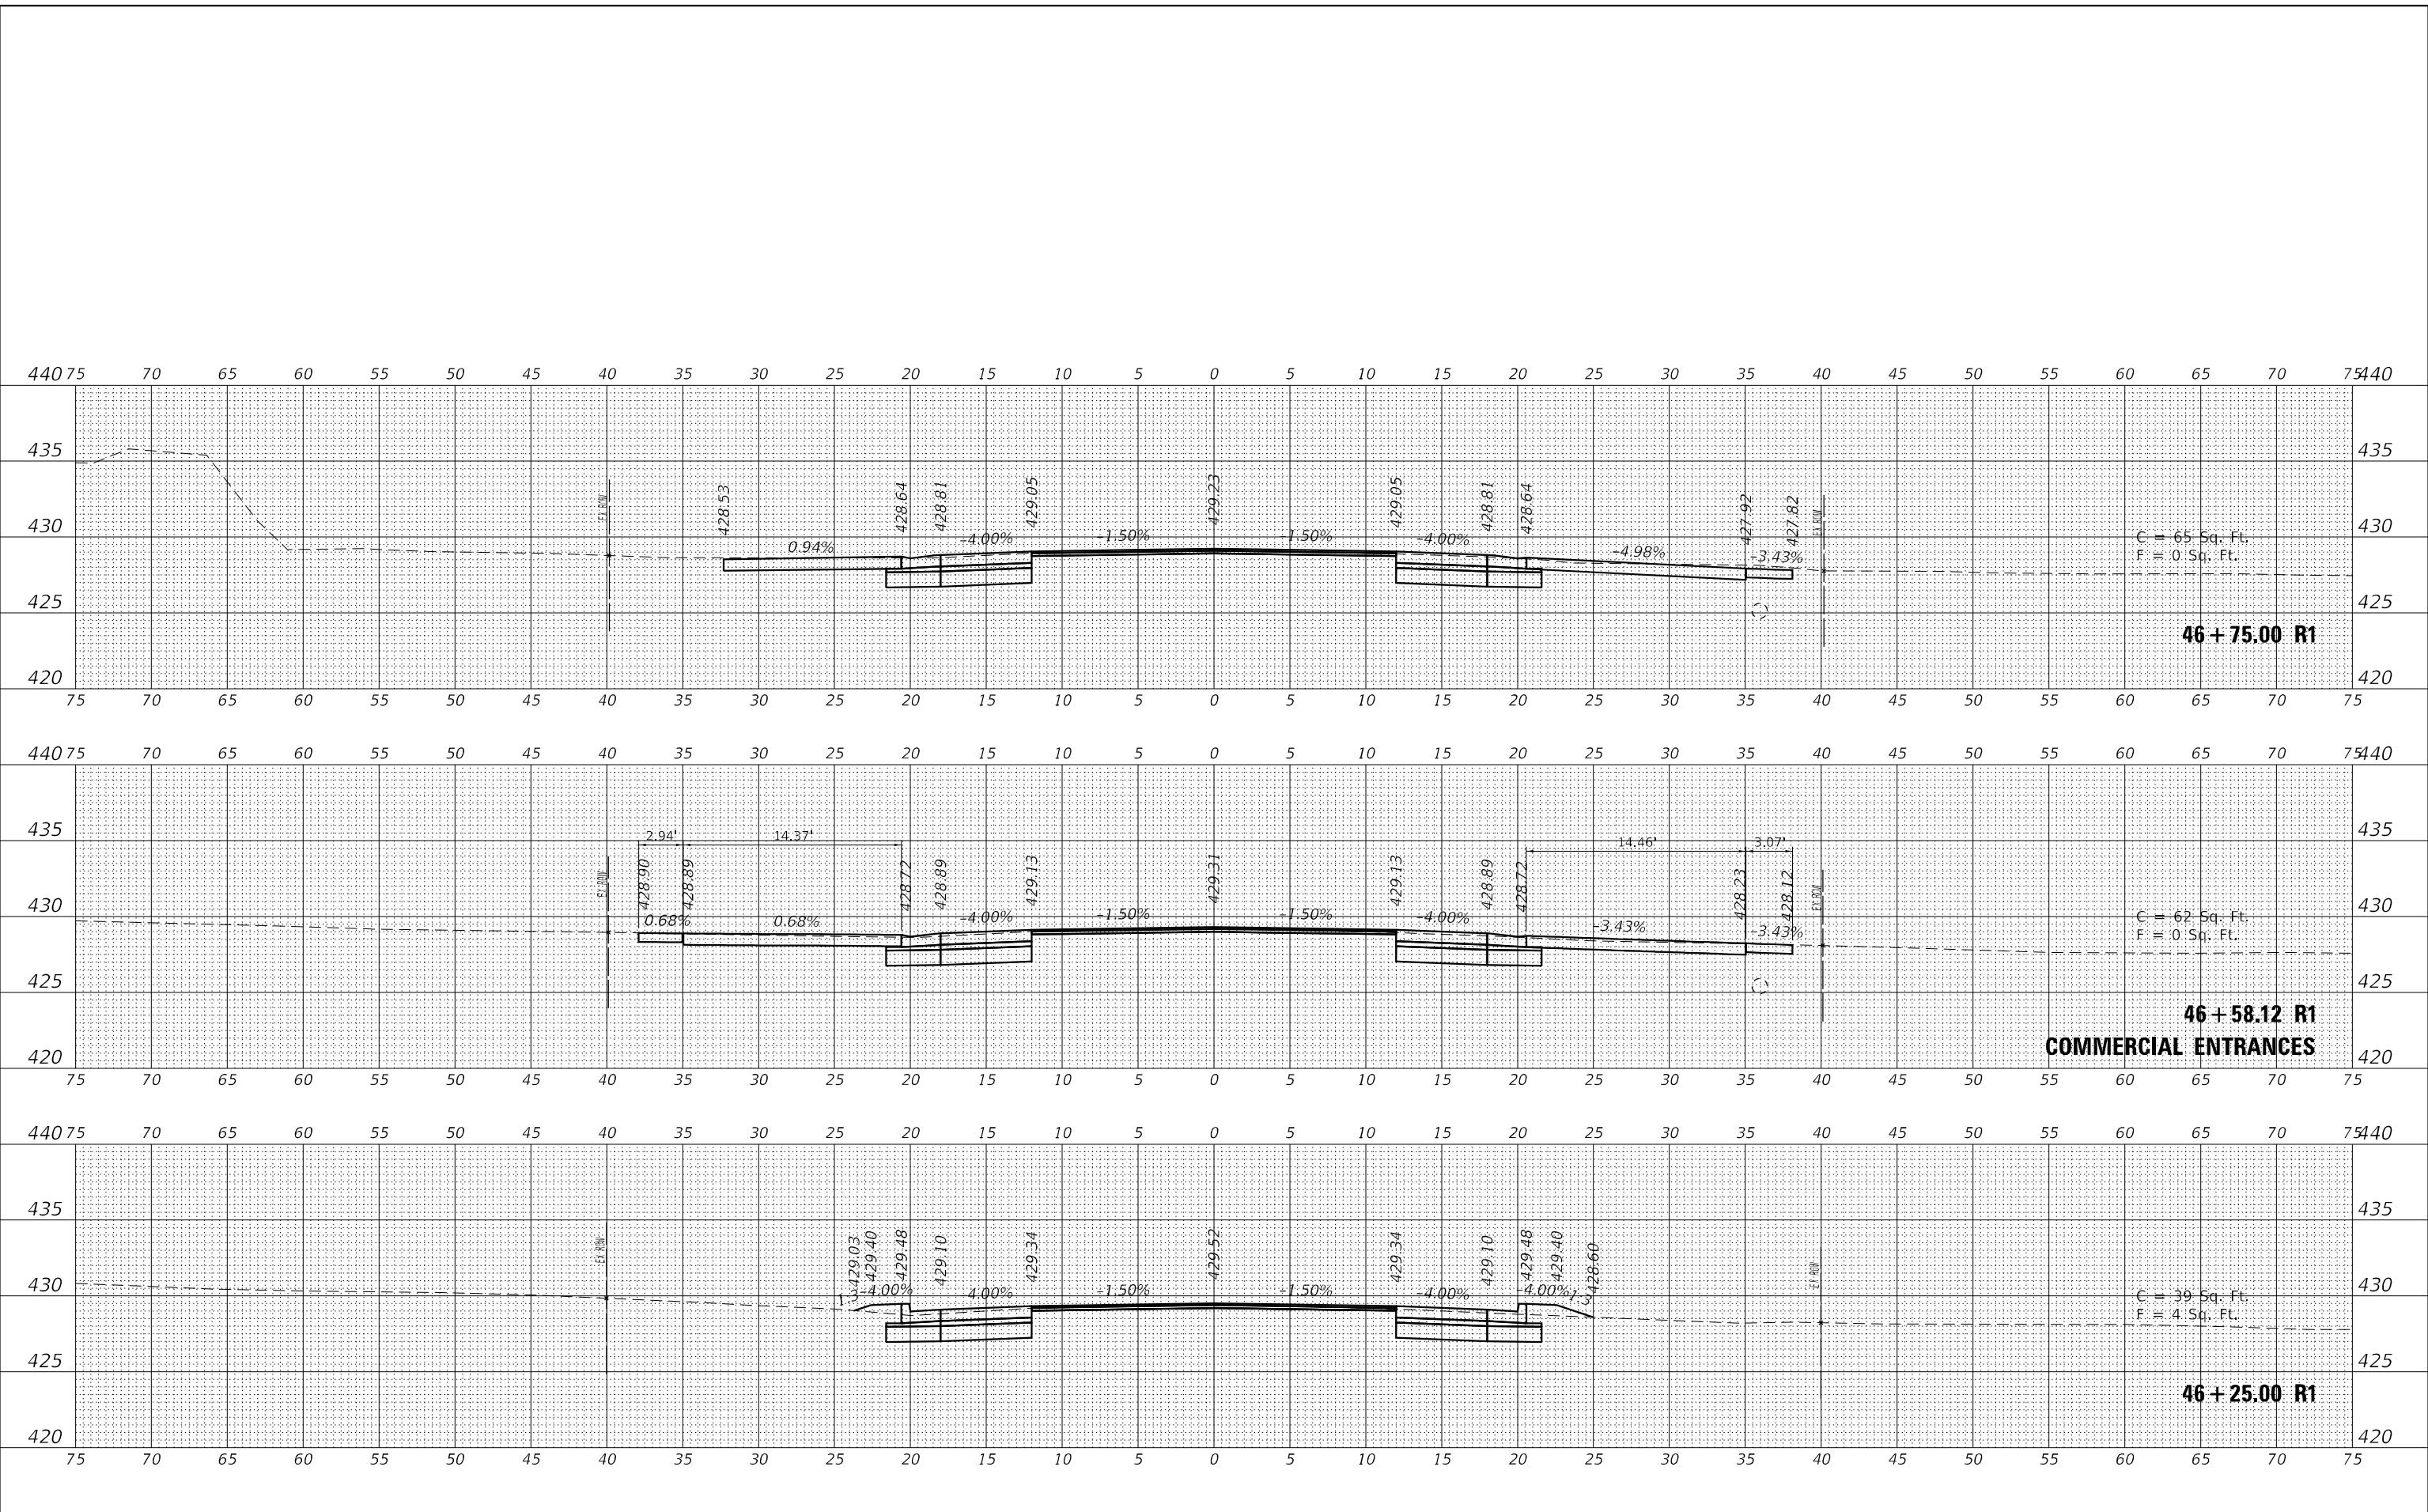 440 75 70 65 60 55 50 45 40 35 30 25 20 15 10 5 0 5 10 15 20 25 30 35 40 45 50 55 60 65 70 75 440
435 435
428.53 428.64 428.81 429.05 429.23 429.05 428.81 428.64 427.92 427.82
EX ROW EX ROW
430 430
0.94% -4.00% -1.50% -1.50% -4.00% -4.98% -3.43%
C = 65 Sq. Ft.
F = 0 Sq. Ft.
425 425
46+75.00 R1
420 420
75 70 65 60 55 50 45 40 35 30 25 20 15 10 5 0 5 10 15 20 25 30 35 40 45 50 55 60 65 70 75
440 75 70 65 60 55 50 45 40 35 30 25 20 15 10 5 0 5 10 15 20 25 30 35 40 45 50 55 60 65 70 75 440
435 435
2.94' 14.37' 14.46' 3.07'
428.90 428.89 428.72 428.89 429.13 429.31 429.13 428.89 428.72 428.23 428.12
EX ROW EX ROW
430 430
0.68% 0.68% -4.00% -1.50% -1.50% -4.00% -3.43% -3.43%
C = 62 Sq. Ft.
F = 0 Sq. Ft.
425 425
46+58.12 R1
COMMERCIAL ENTRANCES
420 420
75 70 65 60 55 50 45 40 35 30 25 20 15 10 5 0 5 10 15 20 25 30 35 40 45 50 55 60 65 70 75
440 75 70 65 60 55 50 45 40 35 30 25 20 15 10 5 0 5 10 15 20 25 30 35 40 45 50 55 60 65 70 75 440
435 435
EX ROW EX ROW
429.03 429.40 429.48 429.10 429.34 429.52 429.34 429.10 429.48 429.40 428.60
430 430
1:3 -4.00% 4.00% -1.50% -1.50% -4.00% -4.00% 1:3
C = 39 Sq. Ft.
F = 4 Sq. Ft.
425 425
46+25.00 R1
420 420
75 70 65 60 55 50 45 40 35 30 25 20 15 10 5 0 5 10 15 20 25 30 35 40 45 50 55 60 65 70 75